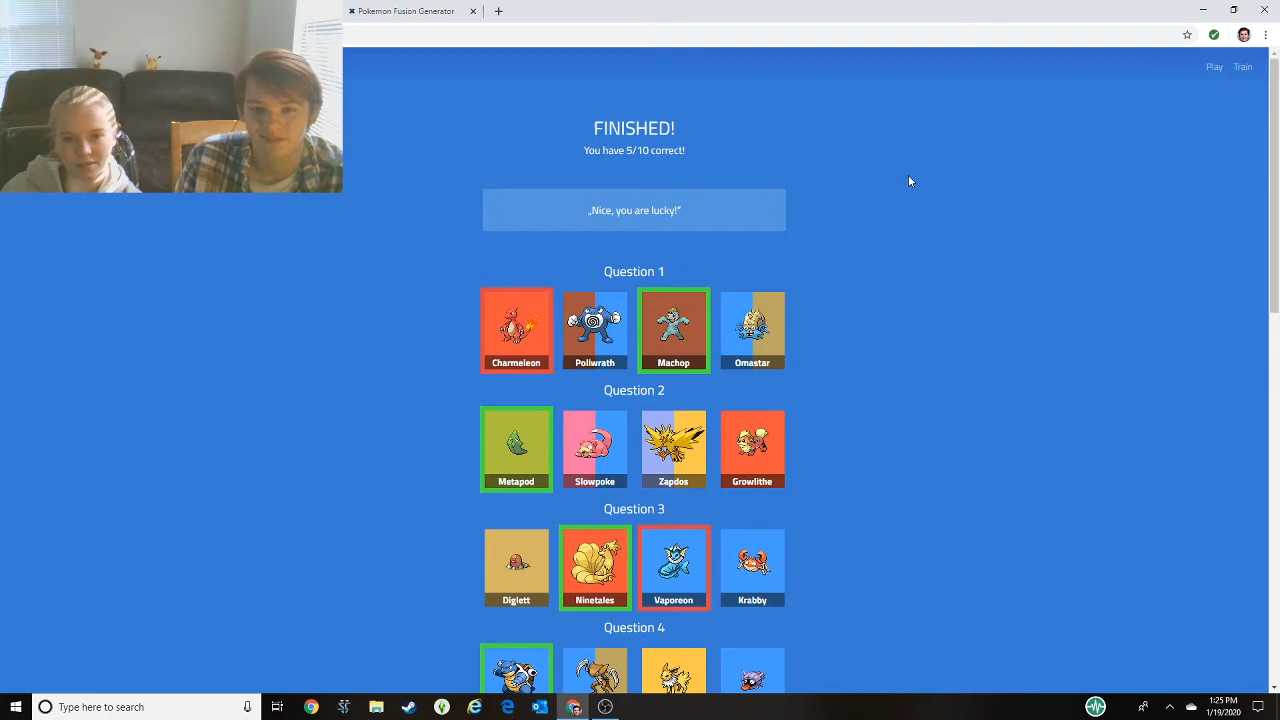 Pokemon Fusion Generator
Play Train
FINISHED!
You have 5/10 correct!
„Nice, you are lucky!“
Question 1
Charmeleon Poliwrath Machop Omastar
Question 2
Metapod Slowpoke Zapdos Growlithe
Question 3
Diglett Ninetales Vaporeon Krabby
Question 4
Type here to search
1:25 PM
1/19/2020